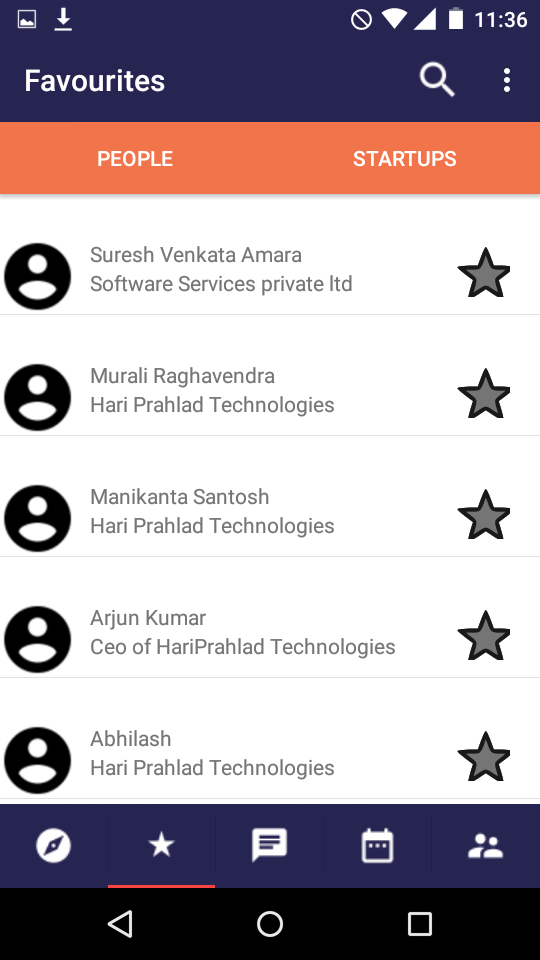 11:36
Favourites
PEOPLE
STARTUPS
Suresh Venkata Amara
Software Services private ltd
Murali Raghavendra
Hari Prahlad Technologies
Manikanta Santosh
Hari Prahlad Technologies
Arjun Kumar
Ceo of HariPrahlad Technologies
Abhilash
Hari Prahlad Technologies